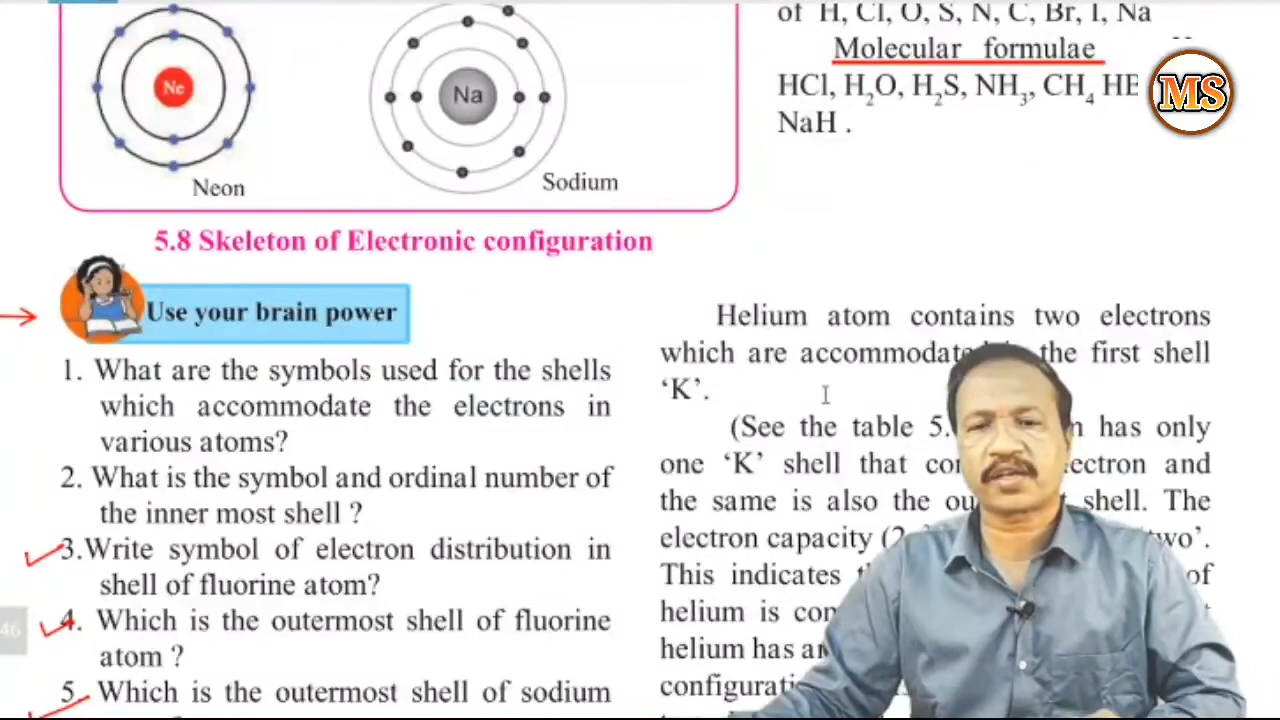 of H, Cl, O, S, N, C, Br, I, Na
Molecular formulae
HCl, H₂O, H₂S, NH₃, CH₄
NaH .
MS
Ne
Na
Neon
Sodium
5.8 Skeleton of Electronic configuration
Use your brain power
1. What are the symbols used for the shells
which accommodate the electrons in
various atoms?
2. What is the symbol and ordinal number of
the inner most shell ?
3.Write symbol of electron distribution in
shell of fluorine atom?
4. Which is the outermost shell of fluorine
atom ?
5. Which is the outermost shell of sodium
46
Helium atom contains two electrons
which are the first shell
‘K’.
(See the table has only
one ‘K’ shell that and
the same is also the shell. The
electron capacity ‘two’.
This indicates of
helium is
helium has